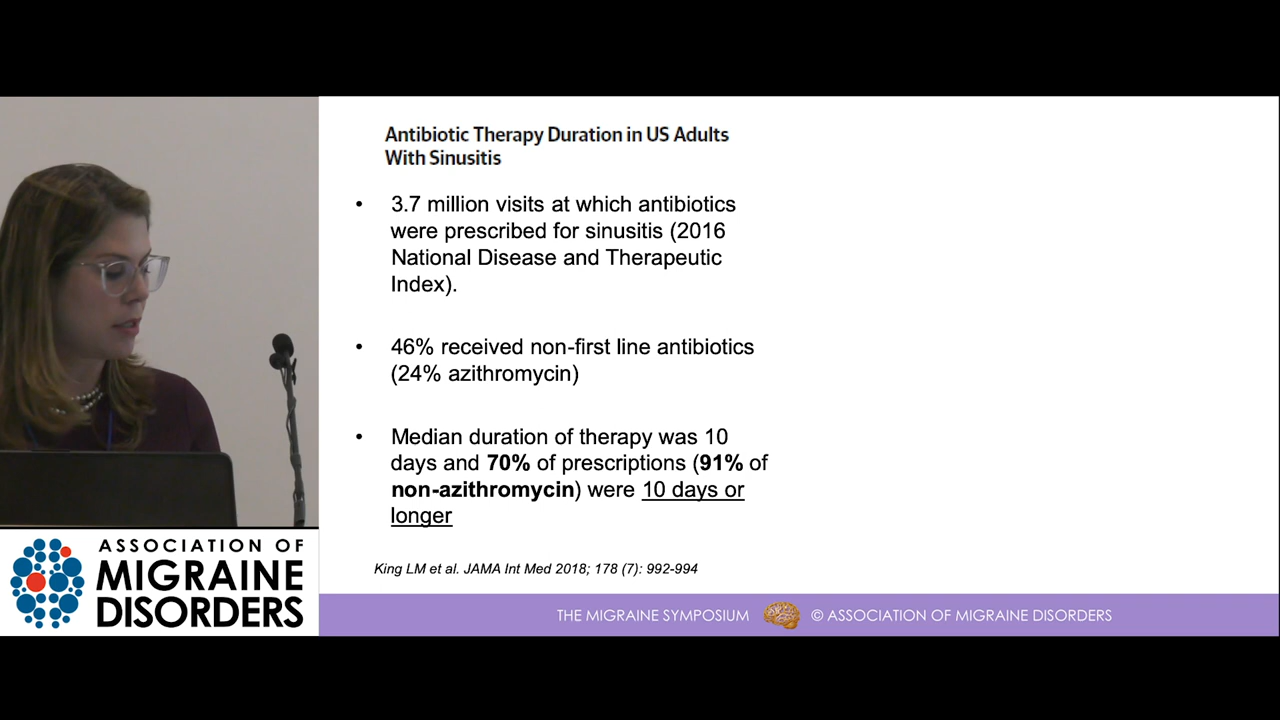 Antibiotic Therapy Duration in US Adults
With Sinusitis
• 3.7 million visits at which antibiotics
were prescribed for sinusitis (2016
National Disease and Therapeutic
Index).
• 46% received non-first line antibiotics
(24% azithromycin)
• Median duration of therapy was 10
days and 70% of prescriptions (91% of
non-azithromycin) were 10 days or
longer
King LM et al. JAMA Int Med 2018; 178 (7): 992-994
ASSOCIATION OF
MIGRAINE
DISORDERS
THE MIGRAINE SYMPOSIUM © ASSOCIATION OF MIGRAINE DISORDERS